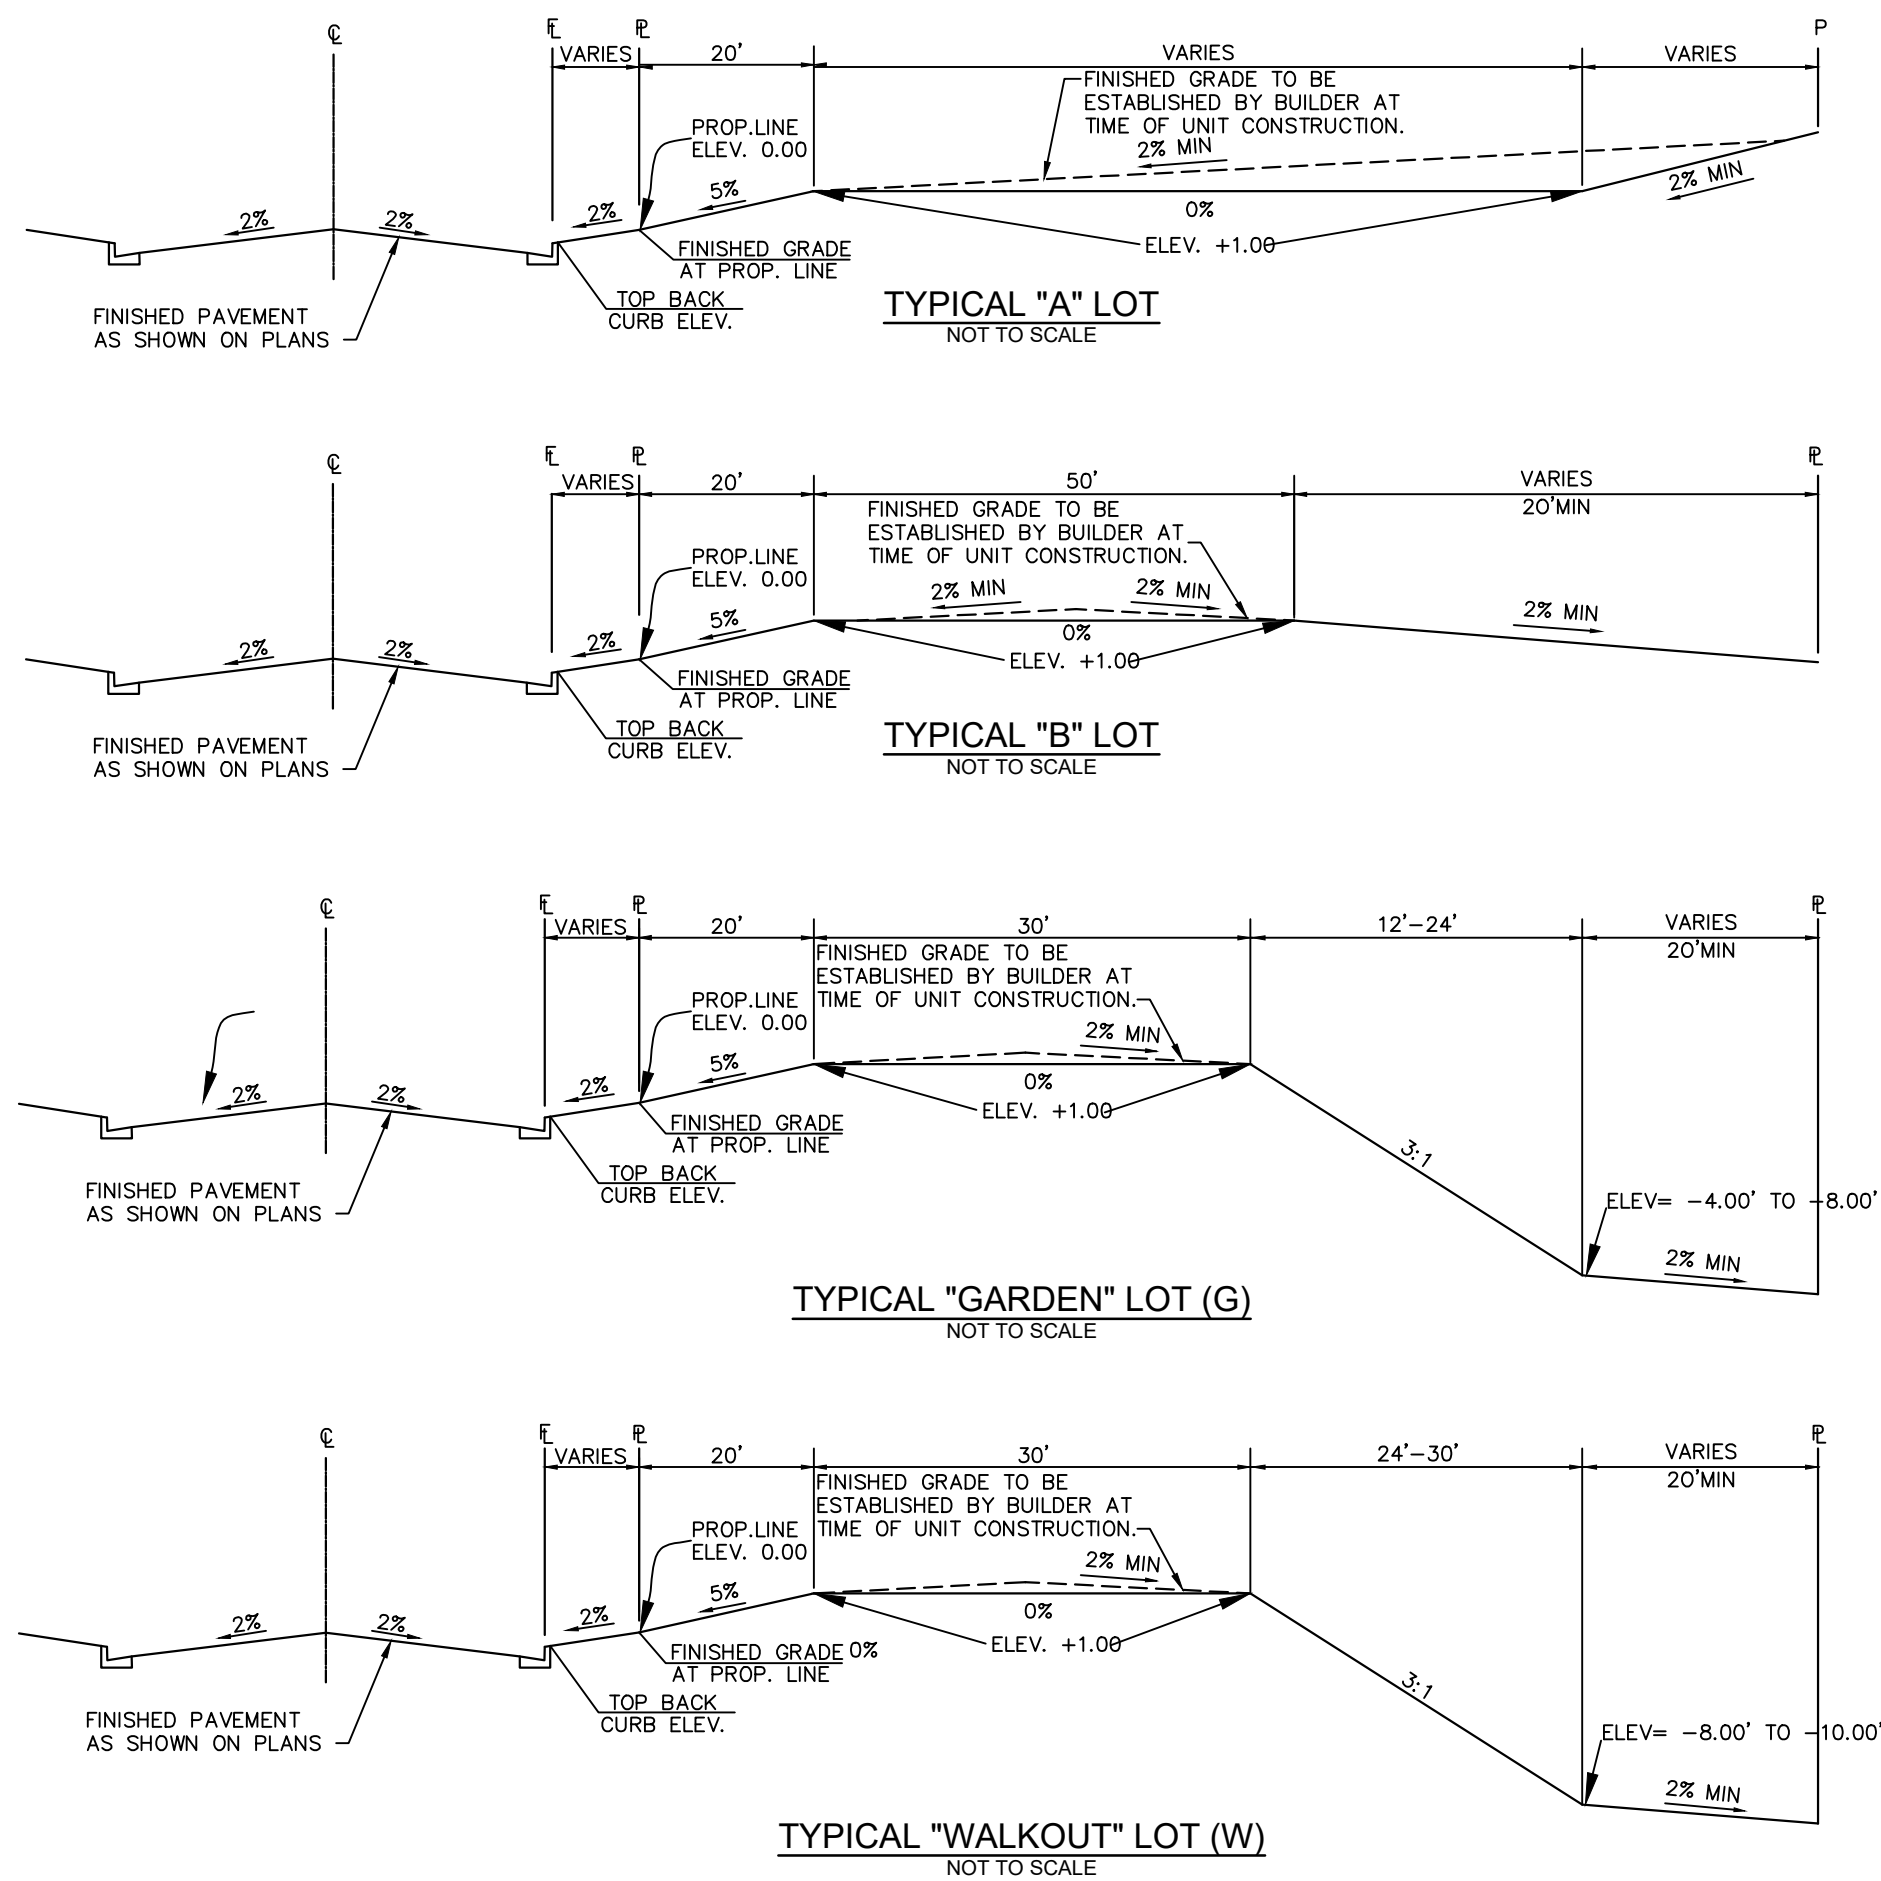 ℄ FL PL P
VARIES 20' VARIES VARIES
FINISHED GRADE TO BE
ESTABLISHED BY BUILDER AT
TIME OF UNIT CONSTRUCTION.
PROP.LINE
ELEV. 0.00
2% MIN
2% MIN
5%
2% 2% 2%
0%
ELEV. +1.00
FINISHED GRADE
AT PROP. LINE
TOP BACK
CURB ELEV.
FINISHED PAVEMENT
AS SHOWN ON PLANS
TYPICAL "A" LOT
NOT TO SCALE
℄ FL PL PL
VARIES 20' 50' VARIES
20'MIN
FINISHED GRADE TO BE
ESTABLISHED BY BUILDER AT
TIME OF UNIT CONSTRUCTION.
PROP.LINE
ELEV. 0.00
2% MIN 2% MIN
2% MIN
5%
2% 2% 2%
0%
ELEV. +1.00
FINISHED GRADE
AT PROP. LINE
TOP BACK
CURB ELEV.
FINISHED PAVEMENT
AS SHOWN ON PLANS
TYPICAL "B" LOT
NOT TO SCALE
℄ FL PL PL
VARIES 20' 30' 12'-24' VARIES
20'MIN
FINISHED GRADE TO BE
ESTABLISHED BY BUILDER AT
TIME OF UNIT CONSTRUCTION.
PROP.LINE
ELEV. 0.00
2% MIN
5%
2% 2% 2%
0%
ELEV. +1.00
FINISHED GRADE
AT PROP. LINE
TOP BACK
CURB ELEV.
FINISHED PAVEMENT
AS SHOWN ON PLANS
3:1
ELEV= -4.00' TO -8.00'
2% MIN
TYPICAL "GARDEN" LOT (G)
NOT TO SCALE
℄ FL PL PL
VARIES 20' 30' 24'-30' VARIES
20'MIN
FINISHED GRADE TO BE
ESTABLISHED BY BUILDER AT
TIME OF UNIT CONSTRUCTION.
PROP.LINE
ELEV. 0.00
2% MIN
5%
2% 2% 2%
0%
ELEV. +1.00
FINISHED GRADE 0%
AT PROP. LINE
TOP BACK
CURB ELEV.
FINISHED PAVEMENT
AS SHOWN ON PLANS
3:1
ELEV= -8.00' TO -10.00'
2% MIN
TYPICAL "WALKOUT" LOT (W)
NOT TO SCALE